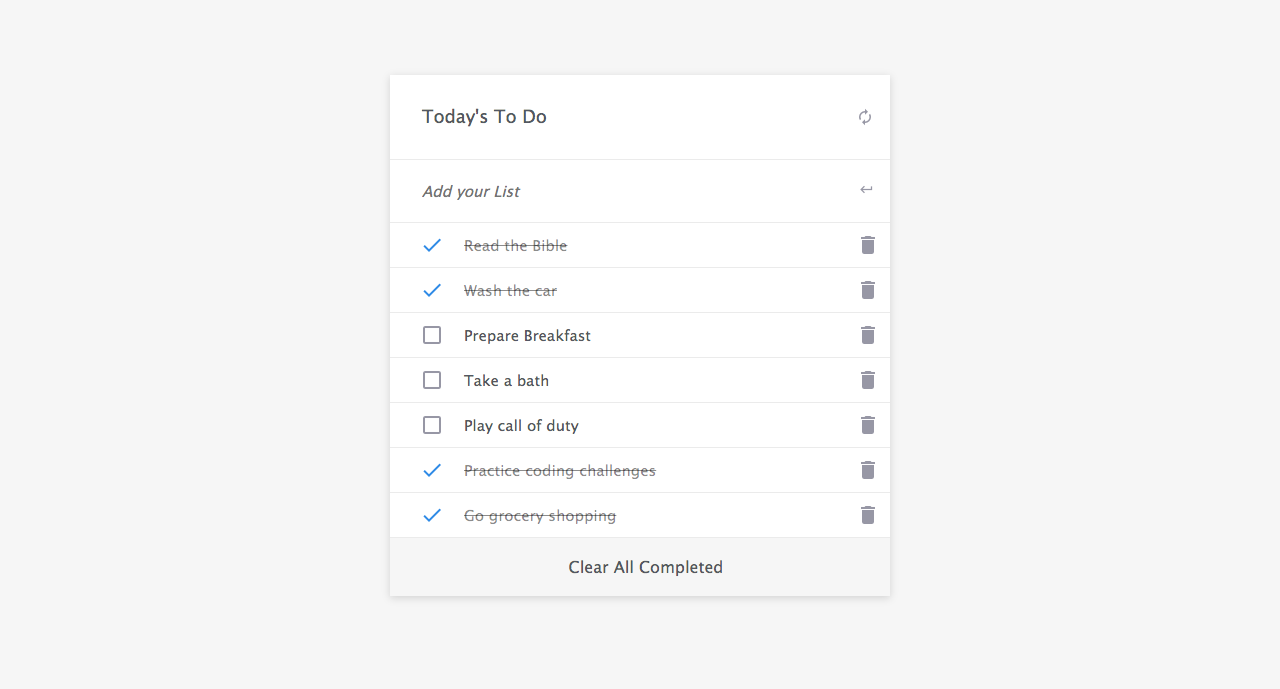 Today's To Do
Add your List
Read the Bible
Wash the car
Prepare Breakfast
Take a bath
Play call of duty
Practice coding challenges
Go grocery shopping
Clear All Completed